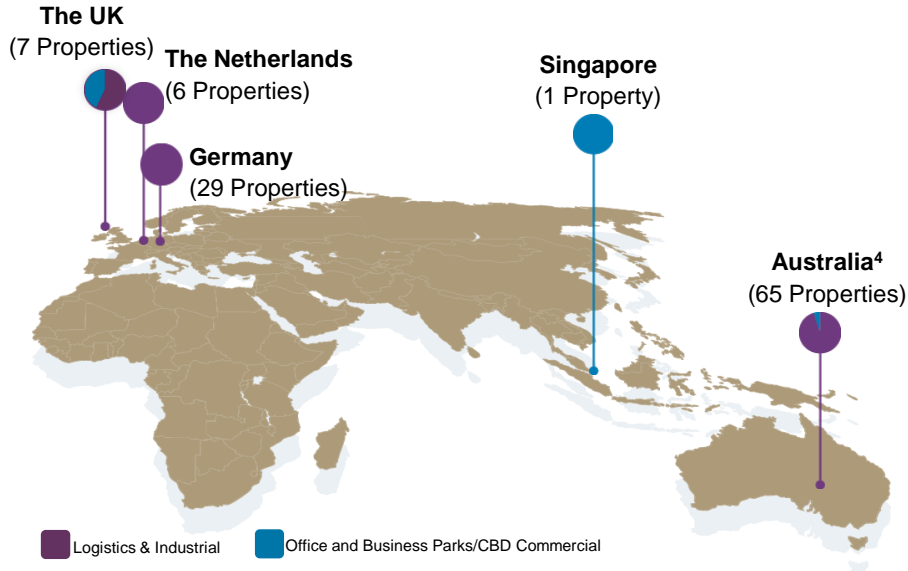 The UK
(7 Properties)
The Netherlands
(6 Properties)
Germany
(29 Properties)
Singapore
(1 Property)
Australia4
(65 Properties)
Logistics & Industrial
Office and Business Parks/CBD Commercial